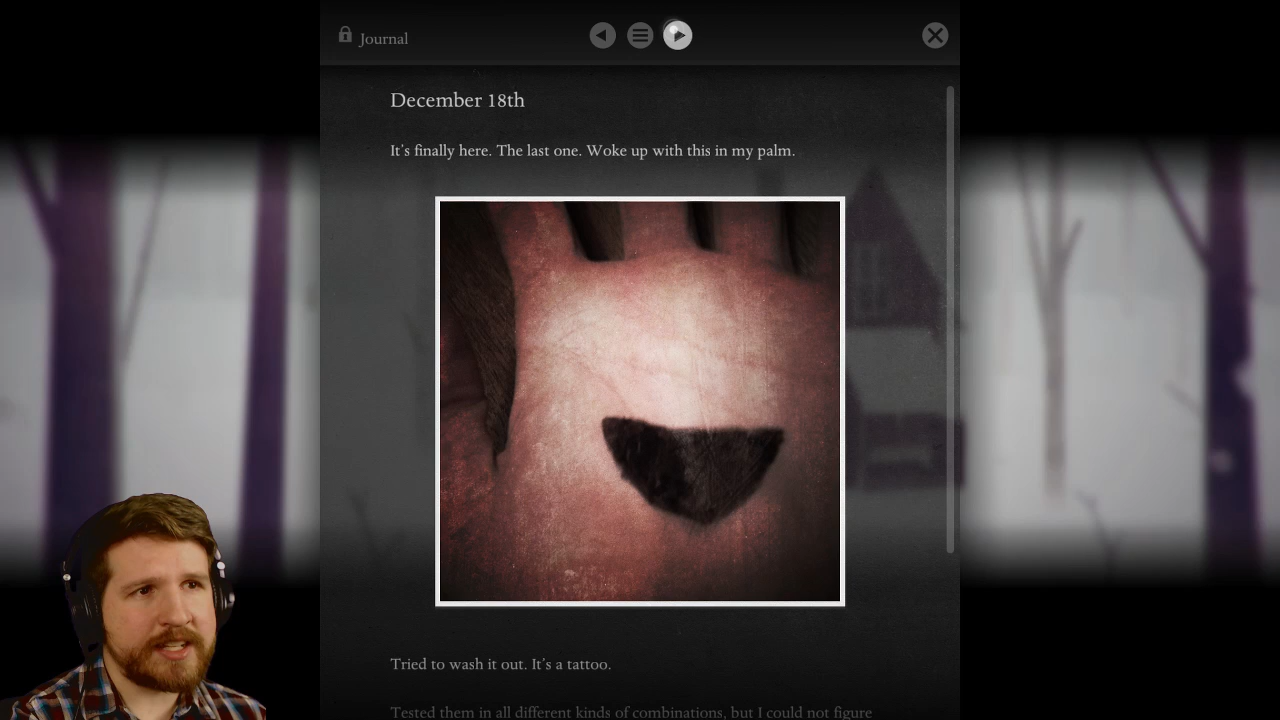 Journal
December 18th
It's finally here. The last one. Woke up with this in my palm.
Tried to wash it out. It's a tattoo.
Tested them in all different kinds of combinations, but I could not figure